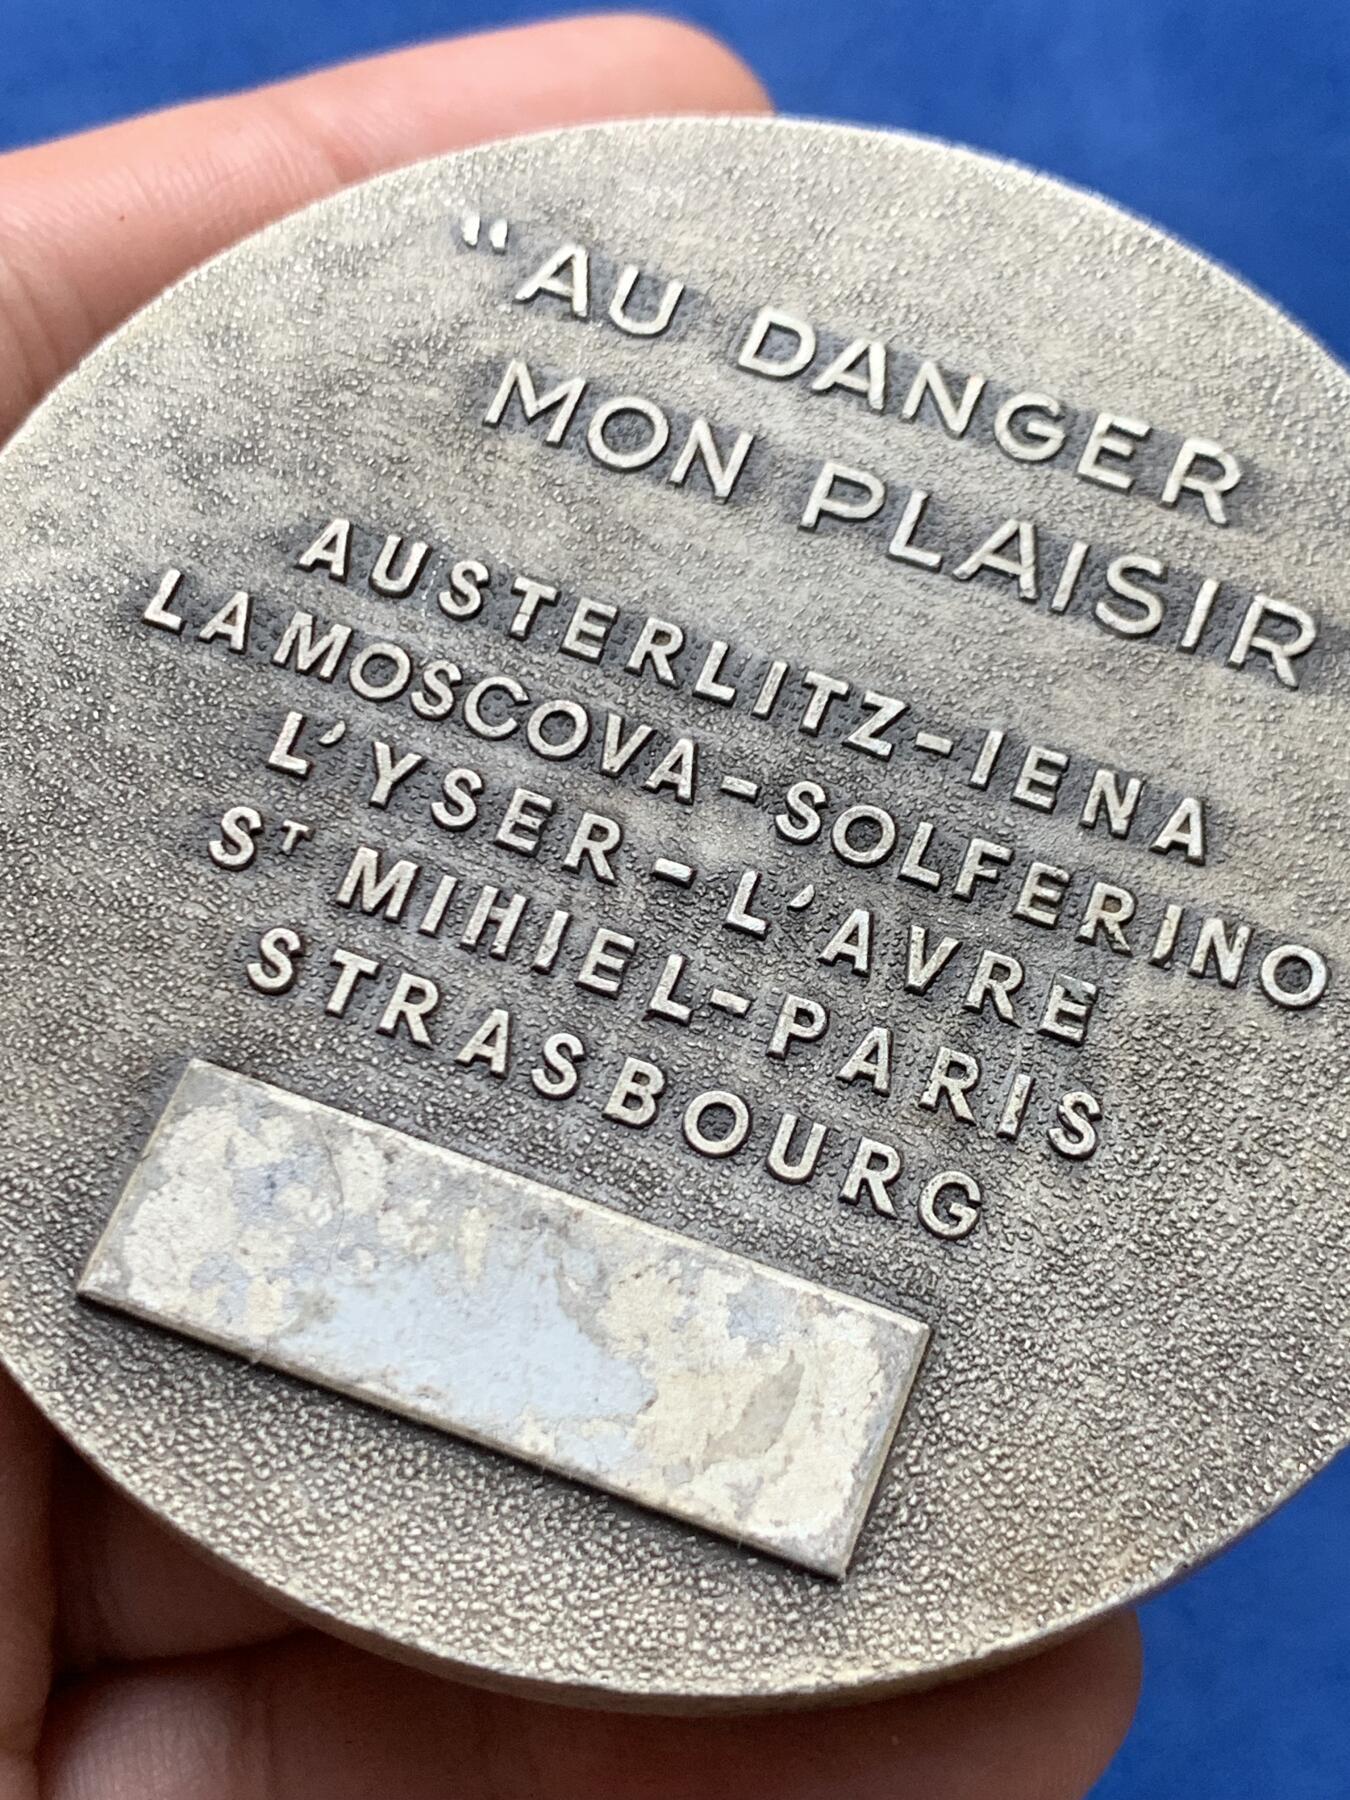 "AU DANGER
MON PLAISIR
AUSTERLITZ-IENA
LA MOSCOVA-SOLFERINO
L'YSER-L'AVRE
ST MIHIEL-PARIS
STRASBOURG